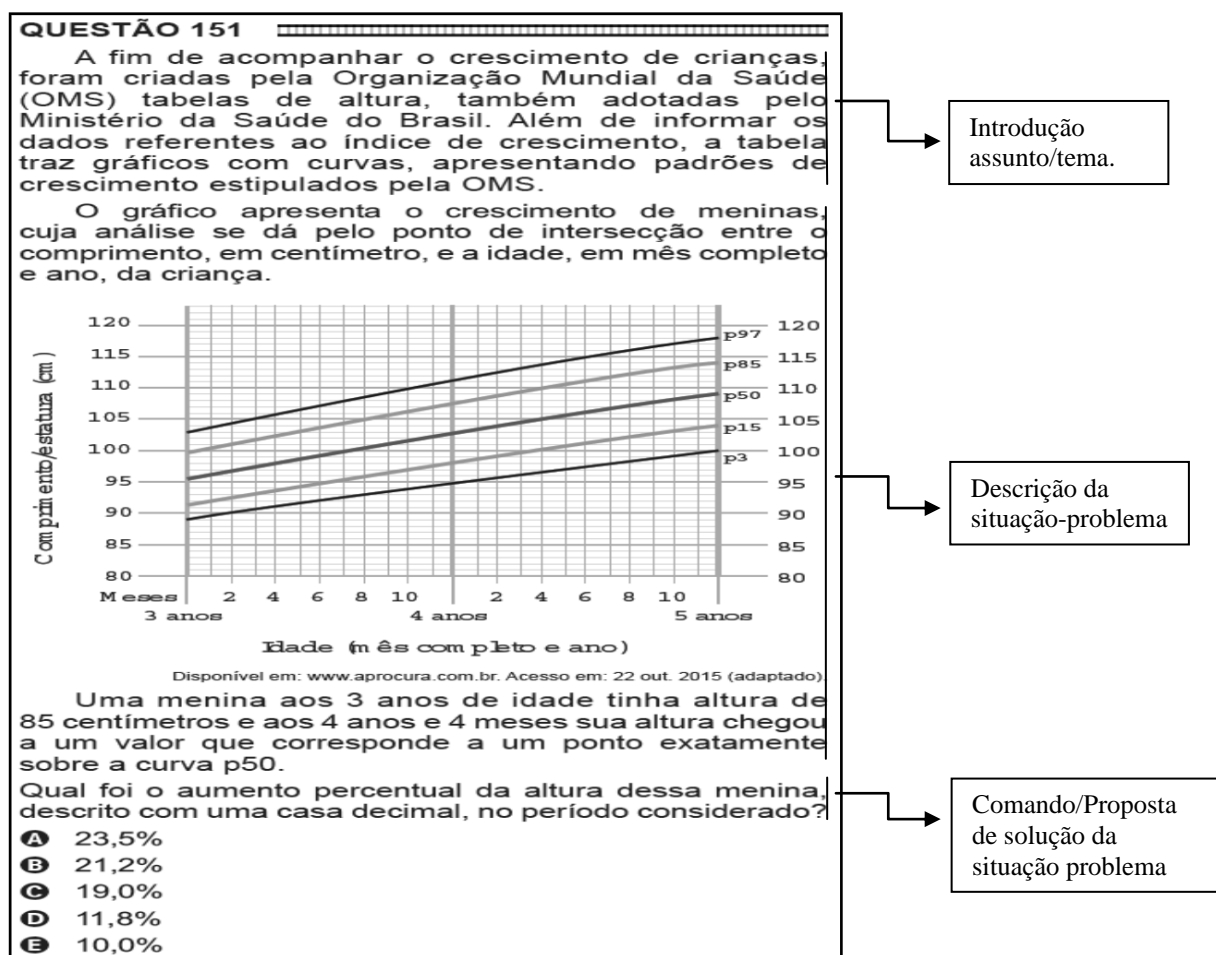 QUESTÃO 151
A fim de acompanhar o crescimento de crianças,
foram criadas pela Organização Mundial da Saúde
(OMS) tabelas de altura, também adotadas pelo
Ministério da Saúde do Brasil. Além de informar os
dados referentes ao índice de crescimento, a tabela
traz gráficos com curvas, apresentando padrões de
crescimento estipulados pela OMS.
Introdução
assunto/tema.
O gráfico apresenta o crescimento de meninas,
cuja análise se dá pelo ponto de intersecção entre o
comprimento, em centímetro, e a idade, em mês completo
e ano, da criança.
Comprimento/estatura (cm)
120
115
110
105
100
95
90
85
80
p97
p85
p50
p15
p3
120
115
110
105
100
95
90
85
80
Meses 2 4 6 8 10 2 4 6 8 10
3 anos 4 anos 5 anos
Idade (mês completo e ano)
Descrição da
situação-problema
Disponível em: www.aprocura.com.br. Acesso em: 22 out. 2015 (adaptado).
Uma menina aos 3 anos de idade tinha altura de
85 centímetros e aos 4 anos e 4 meses sua altura chegou
a um valor que corresponde a um ponto exatamente
sobre a curva p50.
Qual foi o aumento percentual da altura dessa menina,
descrito com uma casa decimal, no período considerado?
Comando/Proposta
de solução da
situação problema
A 23,5%
B 21,2%
C 19,0%
D 11,8%
E 10,0%